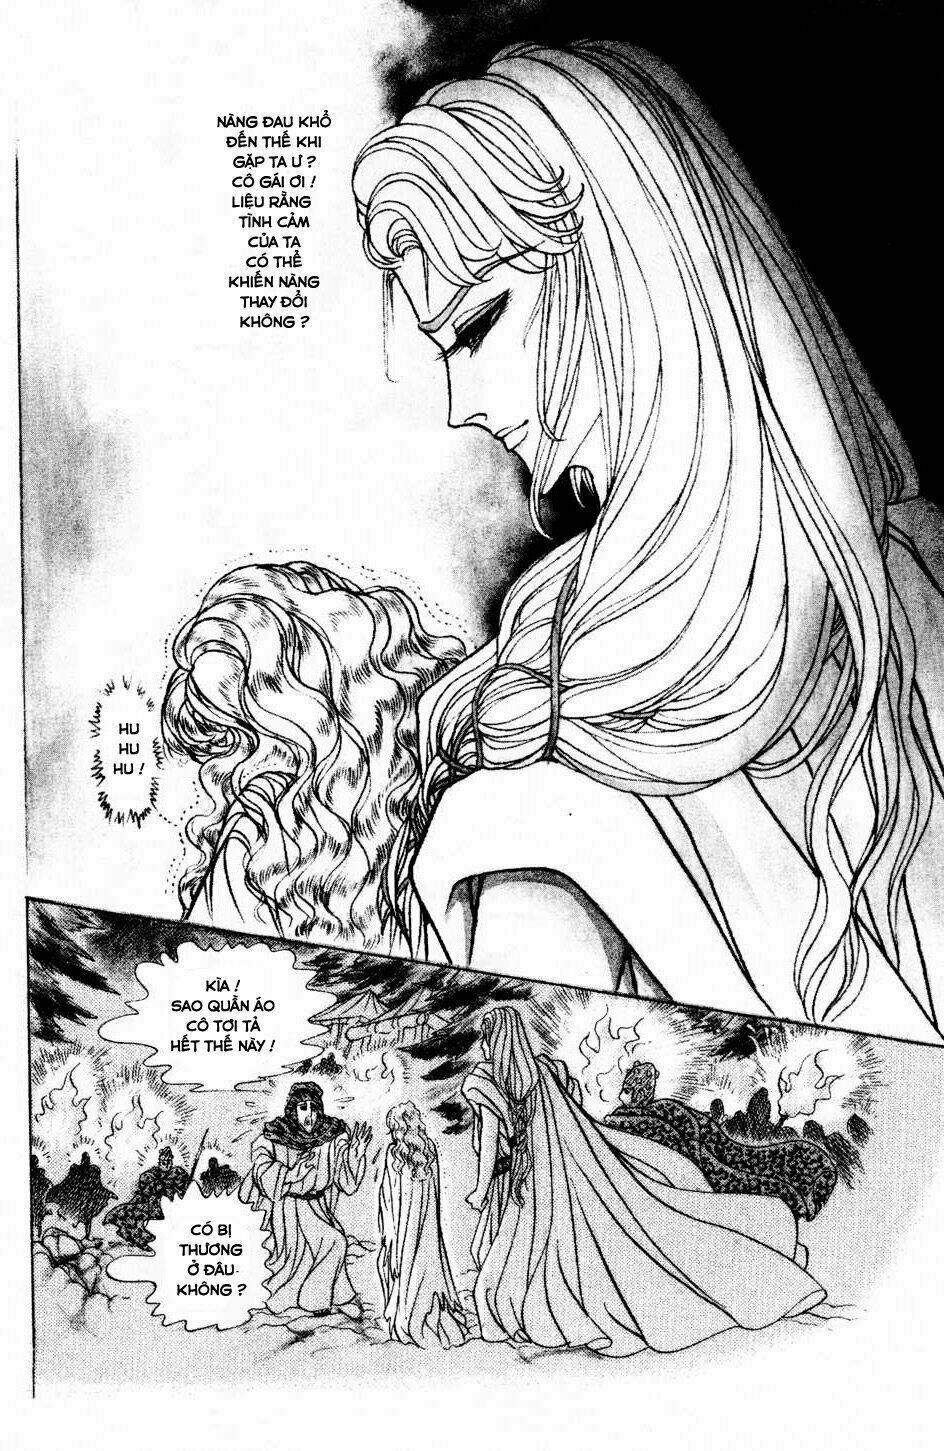 NÀNG ĐAU KHỔ
ĐẾN THẾ KHI
GẶP TA Ư ?
CÔ GÁI ƠI !
LIỆU RẰNG
TÌNH CẢM
CỦA TA
CÓ THỂ
KHIẾN NÀNG
THAY ĐỔI
KHÔNG ?
HU
HU
HU !
KÌA !
SAO QUẦN ÁO
CÔ TƠI TẢ
HẾT THẾ NÀY !
CÓ BỊ
THƯƠNG
Ở ĐÂU
KHÔNG ?